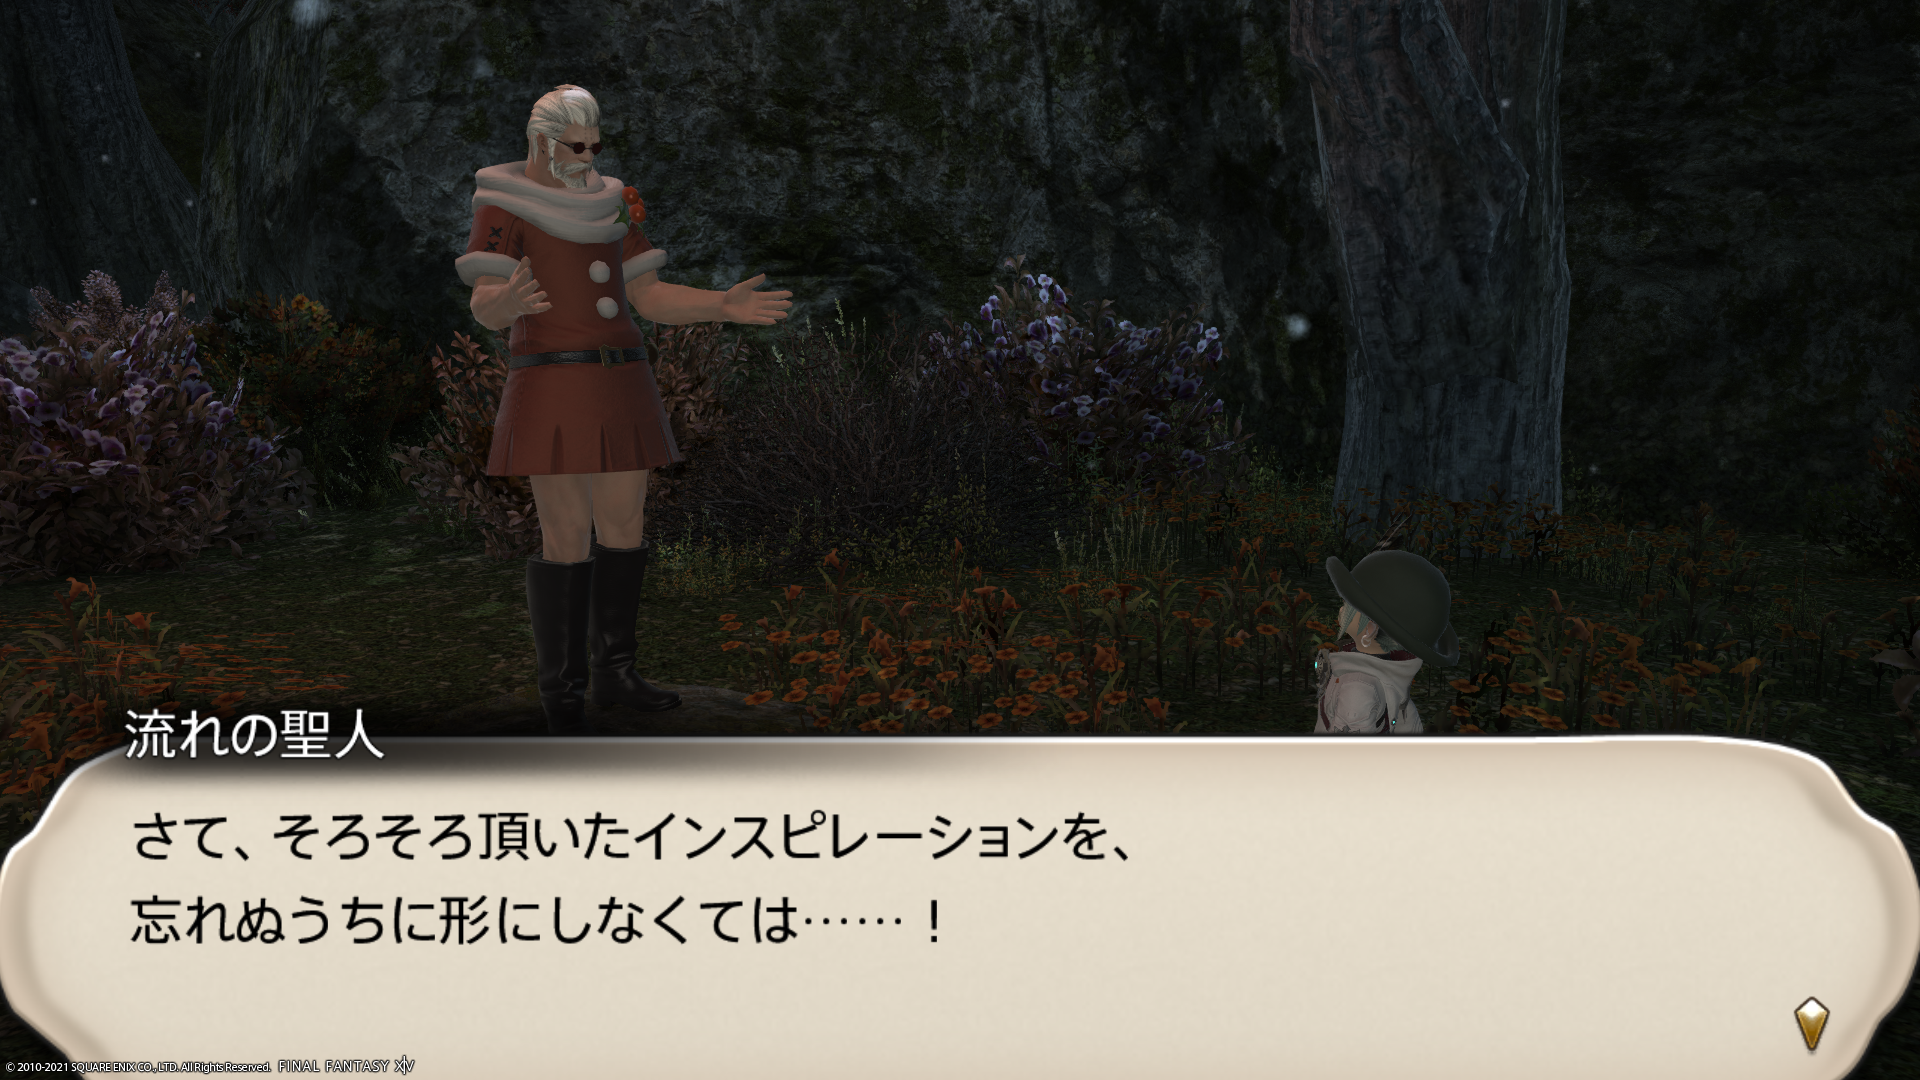 流れの聖人
さて、そろそろ頂いたインスピレーションを、
忘れぬうちに形にしなくては……！
© 2010-2021 SQUARE ENIX CO., LTD. All Rights Reserved. FINAL FANTASY XIV